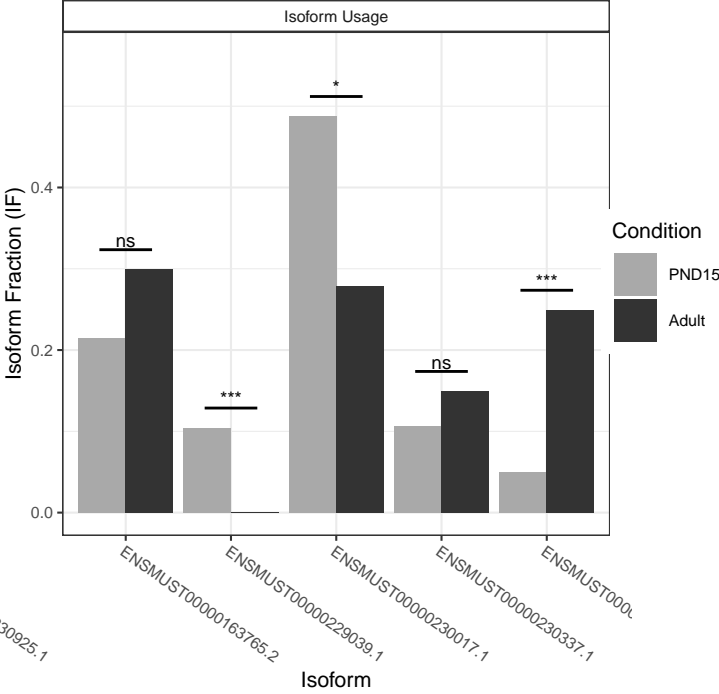 Isoform Usage
Isoform Fraction (IF)
0.4
0.2
0.0
ns
***
*
ns
***
Condition
PND15
Adult
ENSMUST00000163765.2
ENSMUST00000229039.1
ENSMUST00000230017.1
ENSMUST00000230337.1
ENSMUST000
30925.1
Isoform